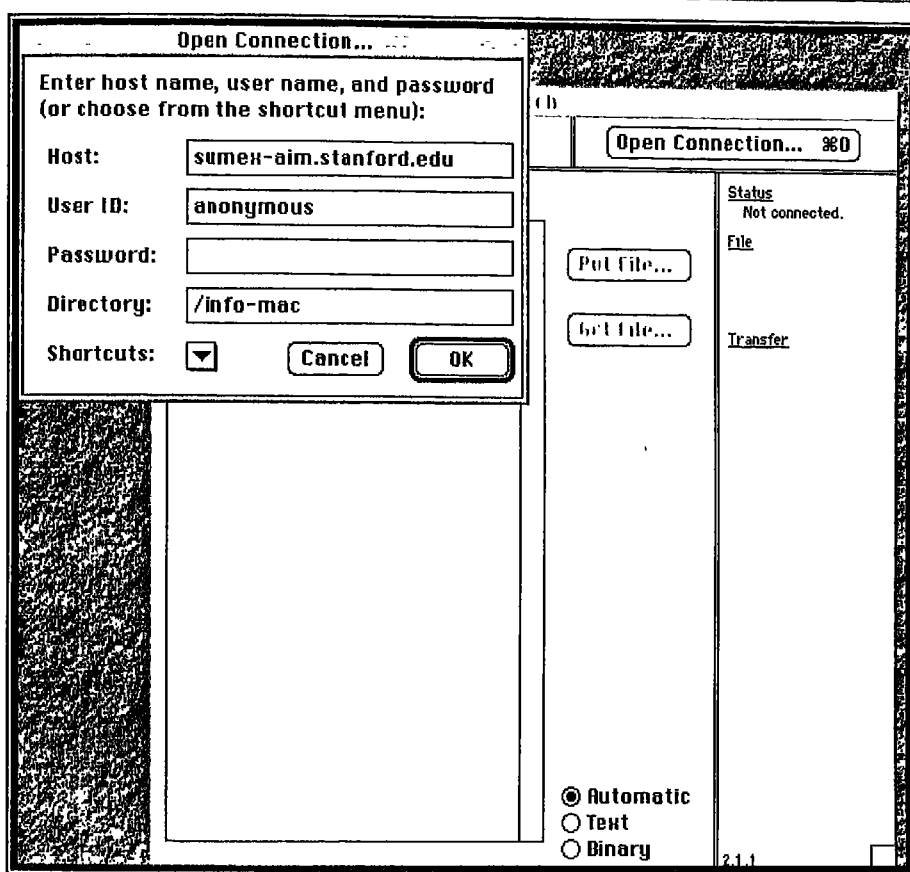 Open Connection...
Enter host name, user name, and password
(or choose from the shortcut menu):
Host: sumex-aim.stanford.edu
User ID: anonymous
Password:
Directory: /info-mac
Shortcuts:
Cancel
OK
ch
Open Connection... ⌘O
Put File...
Get File...
Status
Not connected.
File
Transfer
Automatic
Text
Binary
2.1.1